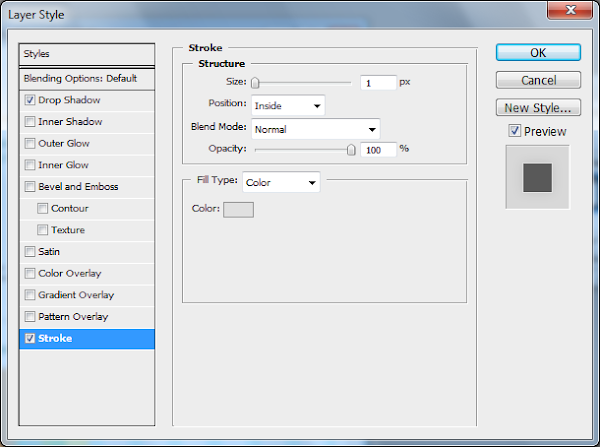 Layer Style
Styles
Blending Options: Default
Drop Shadow
Inner Shadow
Outer Glow
Inner Glow
Bevel and Emboss
Contour
Texture
Satin
Color Overlay
Gradient Overlay
Pattern Overlay
Stroke
Stroke
Structure
Size: 1 px
Position: Inside
Blend Mode: Normal
Opacity: 100 %
Fill Type: Color
Color:
OK
Cancel
New Style...
Preview